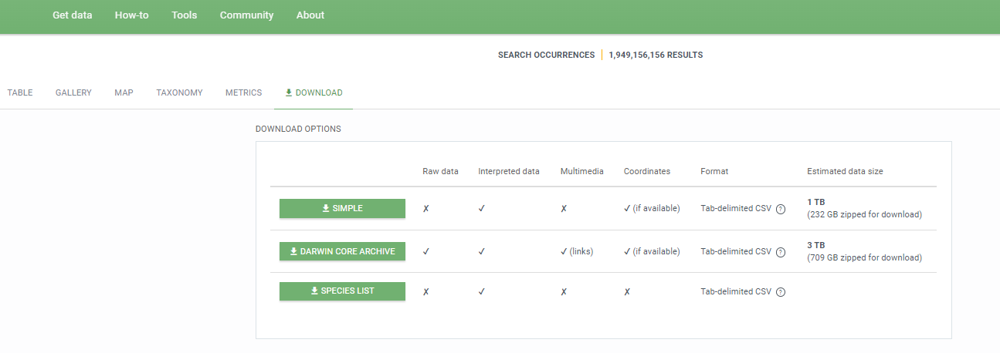 Get data How-to Tools Community About
SEARCH OCCURRENCES | 1,949,156,156 RESULTS
TABLE GALLERY MAP TAXONOMY METRICS DOWNLOAD
DOWNLOAD OPTIONS
Raw data Interpreted data Multimedia Coordinates Format Estimated data size
SIMPLE ✗ ✓ ✗ ✓ (if available) Tab-delimited CSV ? 1 TB
(232 GB zipped for download)
DARWIN CORE ARCHIVE ✓ ✓ ✓ (links) ✓ (if available) Tab-delimited CSV ? 3 TB
(709 GB zipped for download)
SPECIES LIST ✗ ✓ ✗ ✗ Tab-delimited CSV ?